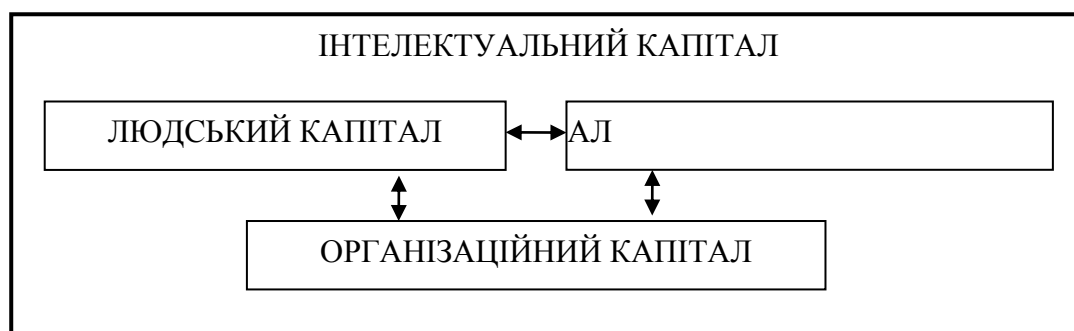 ІНТЕЛЕКТУАЛЬНИЙ КАПІТАЛ
ЛЮДСЬКИЙ КАПІТАЛ
АЛ
ОРГАНІЗАЦІЙНИЙ КАПІТАЛ